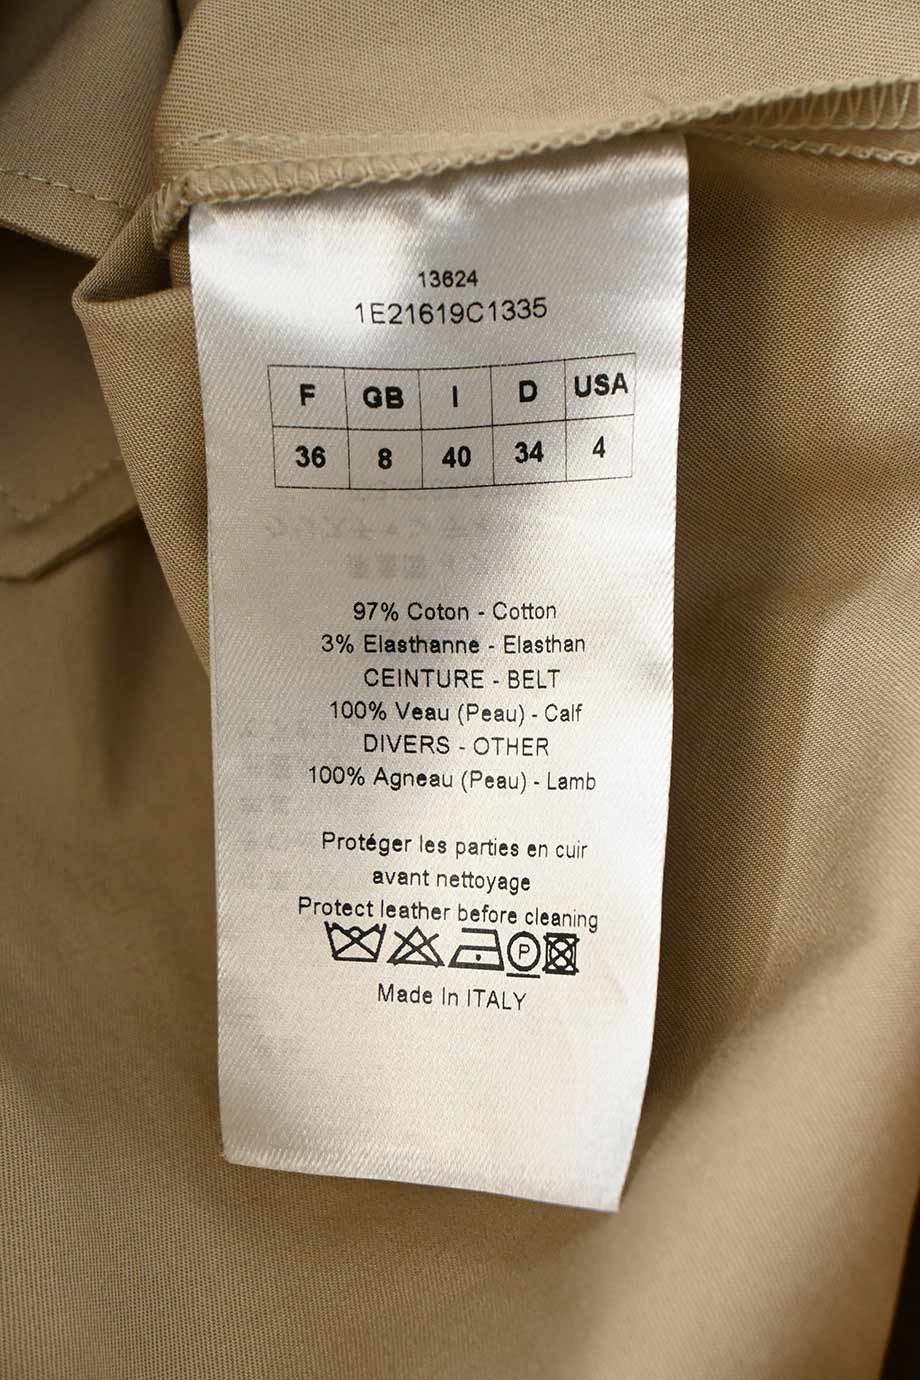 13624
1E21619C1335
F GB I D USA
36 8 40 34 4
97% Coton - Cotton
3% Elasthanne - Elasthan
CEINTURE - BELT
100% Veau (Peau) - Calf
DIVERS - OTHER
100% Agneau (Peau) - Lamb
Protéger les parties en cuir
avant nettoyage
Protect leather before cleaning
P
Made In ITALY